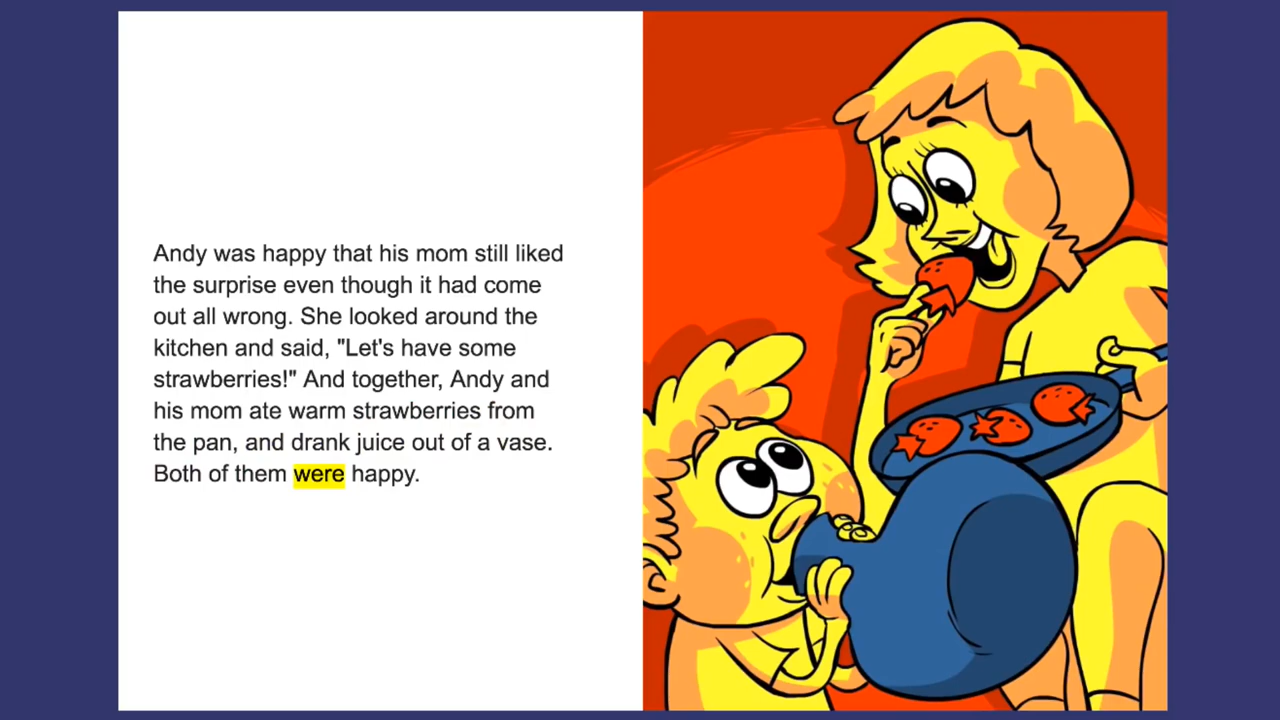 Andy was happy that his mom still liked
the surprise even though it had come
out all wrong. She looked around the
kitchen and said, "Let's have some
strawberries!" And together, Andy and
his mom ate warm strawberries from
the pan, and drank juice out of a vase.
Both of them were happy.